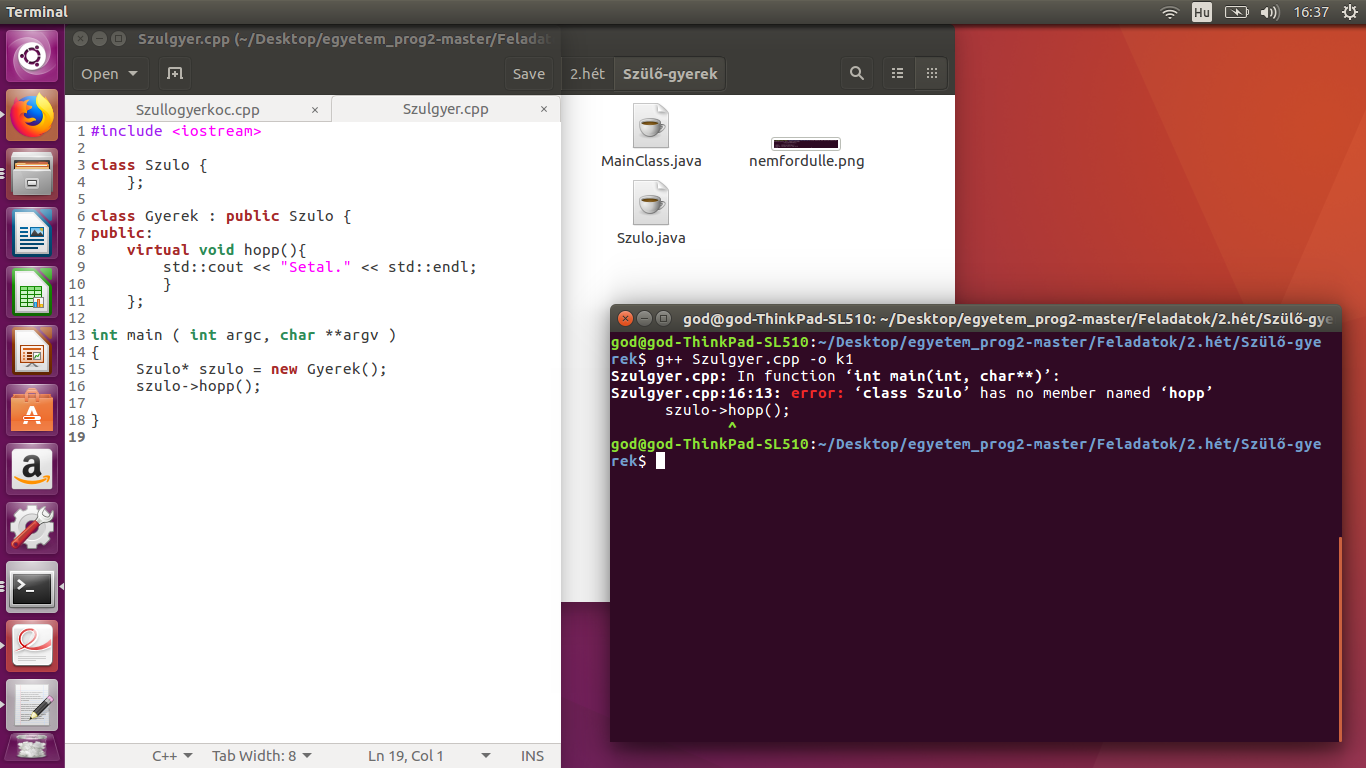 Terminal
Hu
16:37
Szulgyer.cpp (~/Desktop/egyetem_prog2-master/Feladat
Open
Save
2.hét
Szülő-gyerek
Szullogyerkoc.cpp ×
Szulgyer.cpp ×
1 #include <iostream>
2
3 class Szulo {
4     };
5
6 class Gyerek : public Szulo {
7 public:
8     virtual void hopp(){
9         std::cout << "Setal." << std::endl;
10         }
11     };
12
13 int main ( int argc, char **argv )
14 {
15      Szulo* szulo = new Gyerek();
16      szulo->hopp();
17
18 }
19
C++
Tab Width: 8
Ln 19, Col 1
INS
MainClass.java
nemfordulle.png
Szulo.java
god@god-ThinkPad-SL510: ~/Desktop/egyetem_prog2-master/Feladatok/2.hét/Szülő-gye
god@god-ThinkPad-SL510:~/Desktop/egyetem_prog2-master/Feladatok/2.hét/Szülő-gye
rek$ g++ Szulgyer.cpp -o k1
Szulgyer.cpp: In function ‘int main(int, char**)’:
Szulgyer.cpp:16:13: error: ‘class Szulo’ has no member named ‘hopp’
      szulo->hopp();
             ^
god@god-ThinkPad-SL510:~/Desktop/egyetem_prog2-master/Feladatok/2.hét/Szülő-gye
rek$